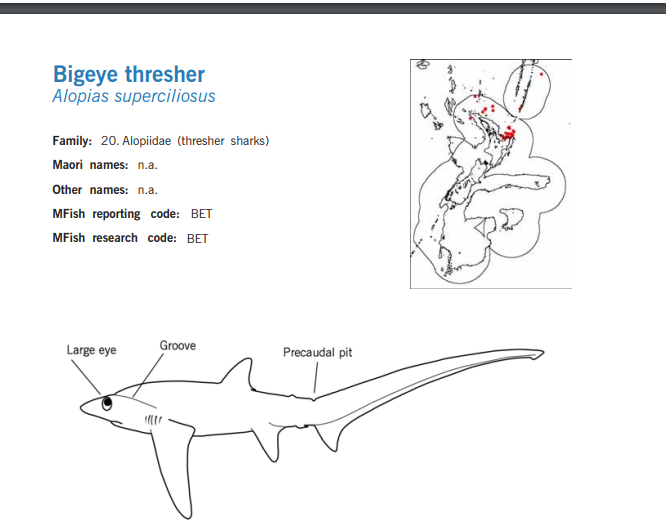 Bigeye thresher
Alopias superciliosus
Family: 20. Alopiidae (thresher sharks)
Maori names: n.a.
Other names: n.a.
MFish reporting code: BET
MFish research code: BET
Large eye
Groove
Precaudal pit